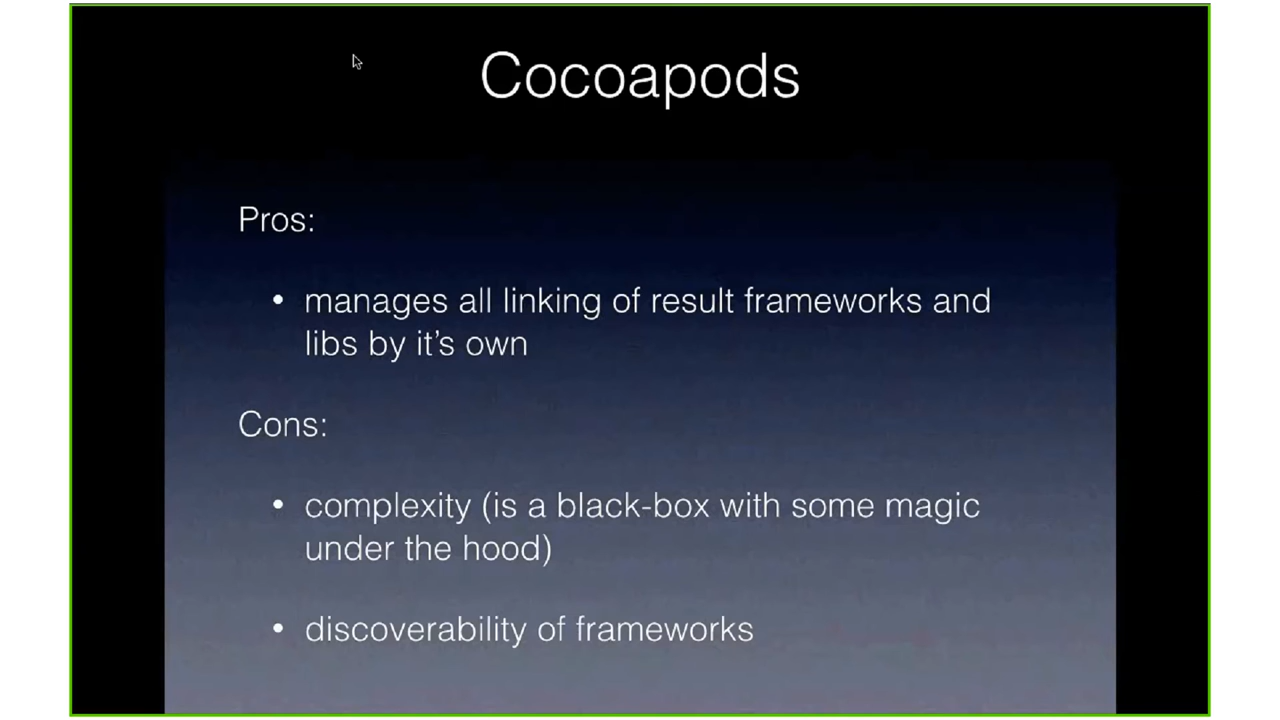 Cocoapods
Pros:
• manages all linking of result frameworks and
libs by it’s own
Cons:
• complexity (is a black-box with some magic
under the hood)
• discoverability of frameworks